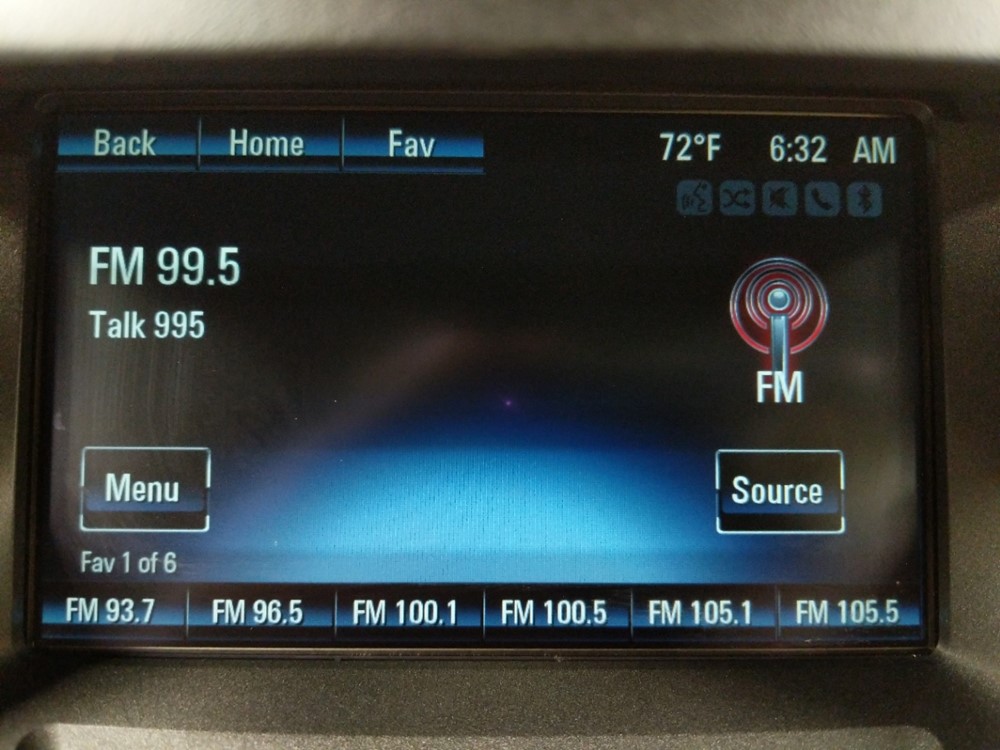 Back Home Fav 72°F 6:32 AM
FM 99.5
Talk 995
FM
Menu
Source
Fav 1 of 6
FM 93.7 FM 96.5 FM 100.1 FM 100.5 FM 105.1 FM 105.5